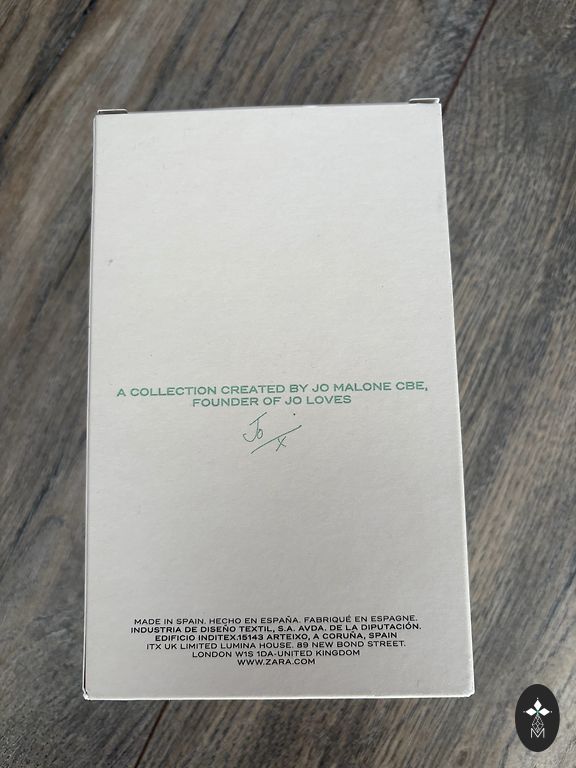 A COLLECTION CREATED BY JO MALONE CBE,
FOUNDER OF JO LOVES
Jo
x
MADE IN SPAIN. HECHO EN ESPAÑA. FABRIQUÉ EN ESPAGNE.
INDUSTRIA DE DISEÑO TEXTIL, S.A. AVDA. DE LA DIPUTACIÓN.
EDIFICIO INDITEX.15143 ARTEIXO, A CORUÑA, SPAIN
ITX UK LIMITED LUMINA HOUSE. 89 NEW BOND STREET.
LONDON W1S 1DA-UNITED KINGDOM
WWW.ZARA.COM
M